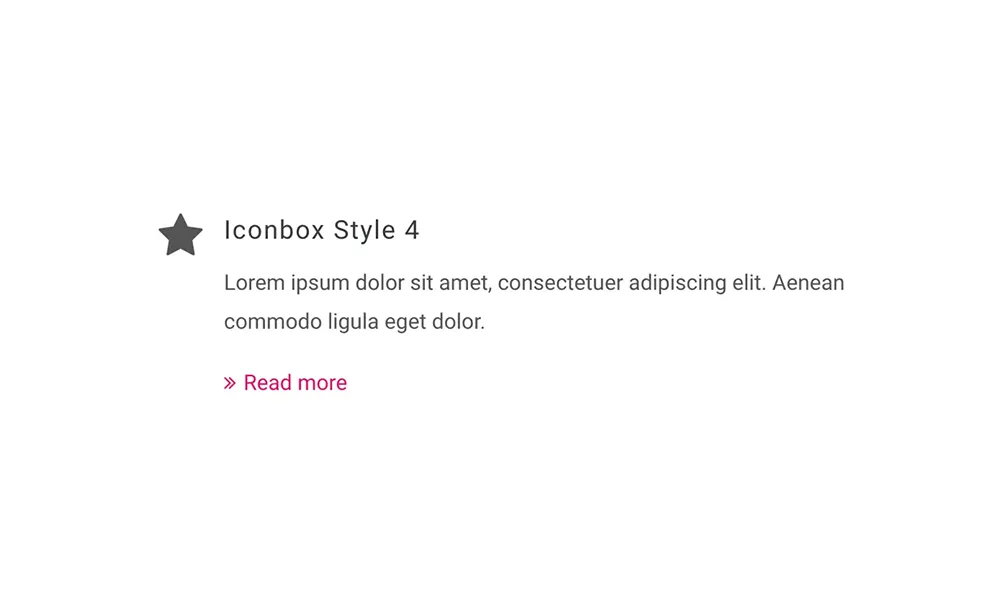 Iconbox Style 4
Lorem ipsum dolor sit amet, consectetuer adipiscing elit. Aenean
commodo ligula eget dolor.
» Read more